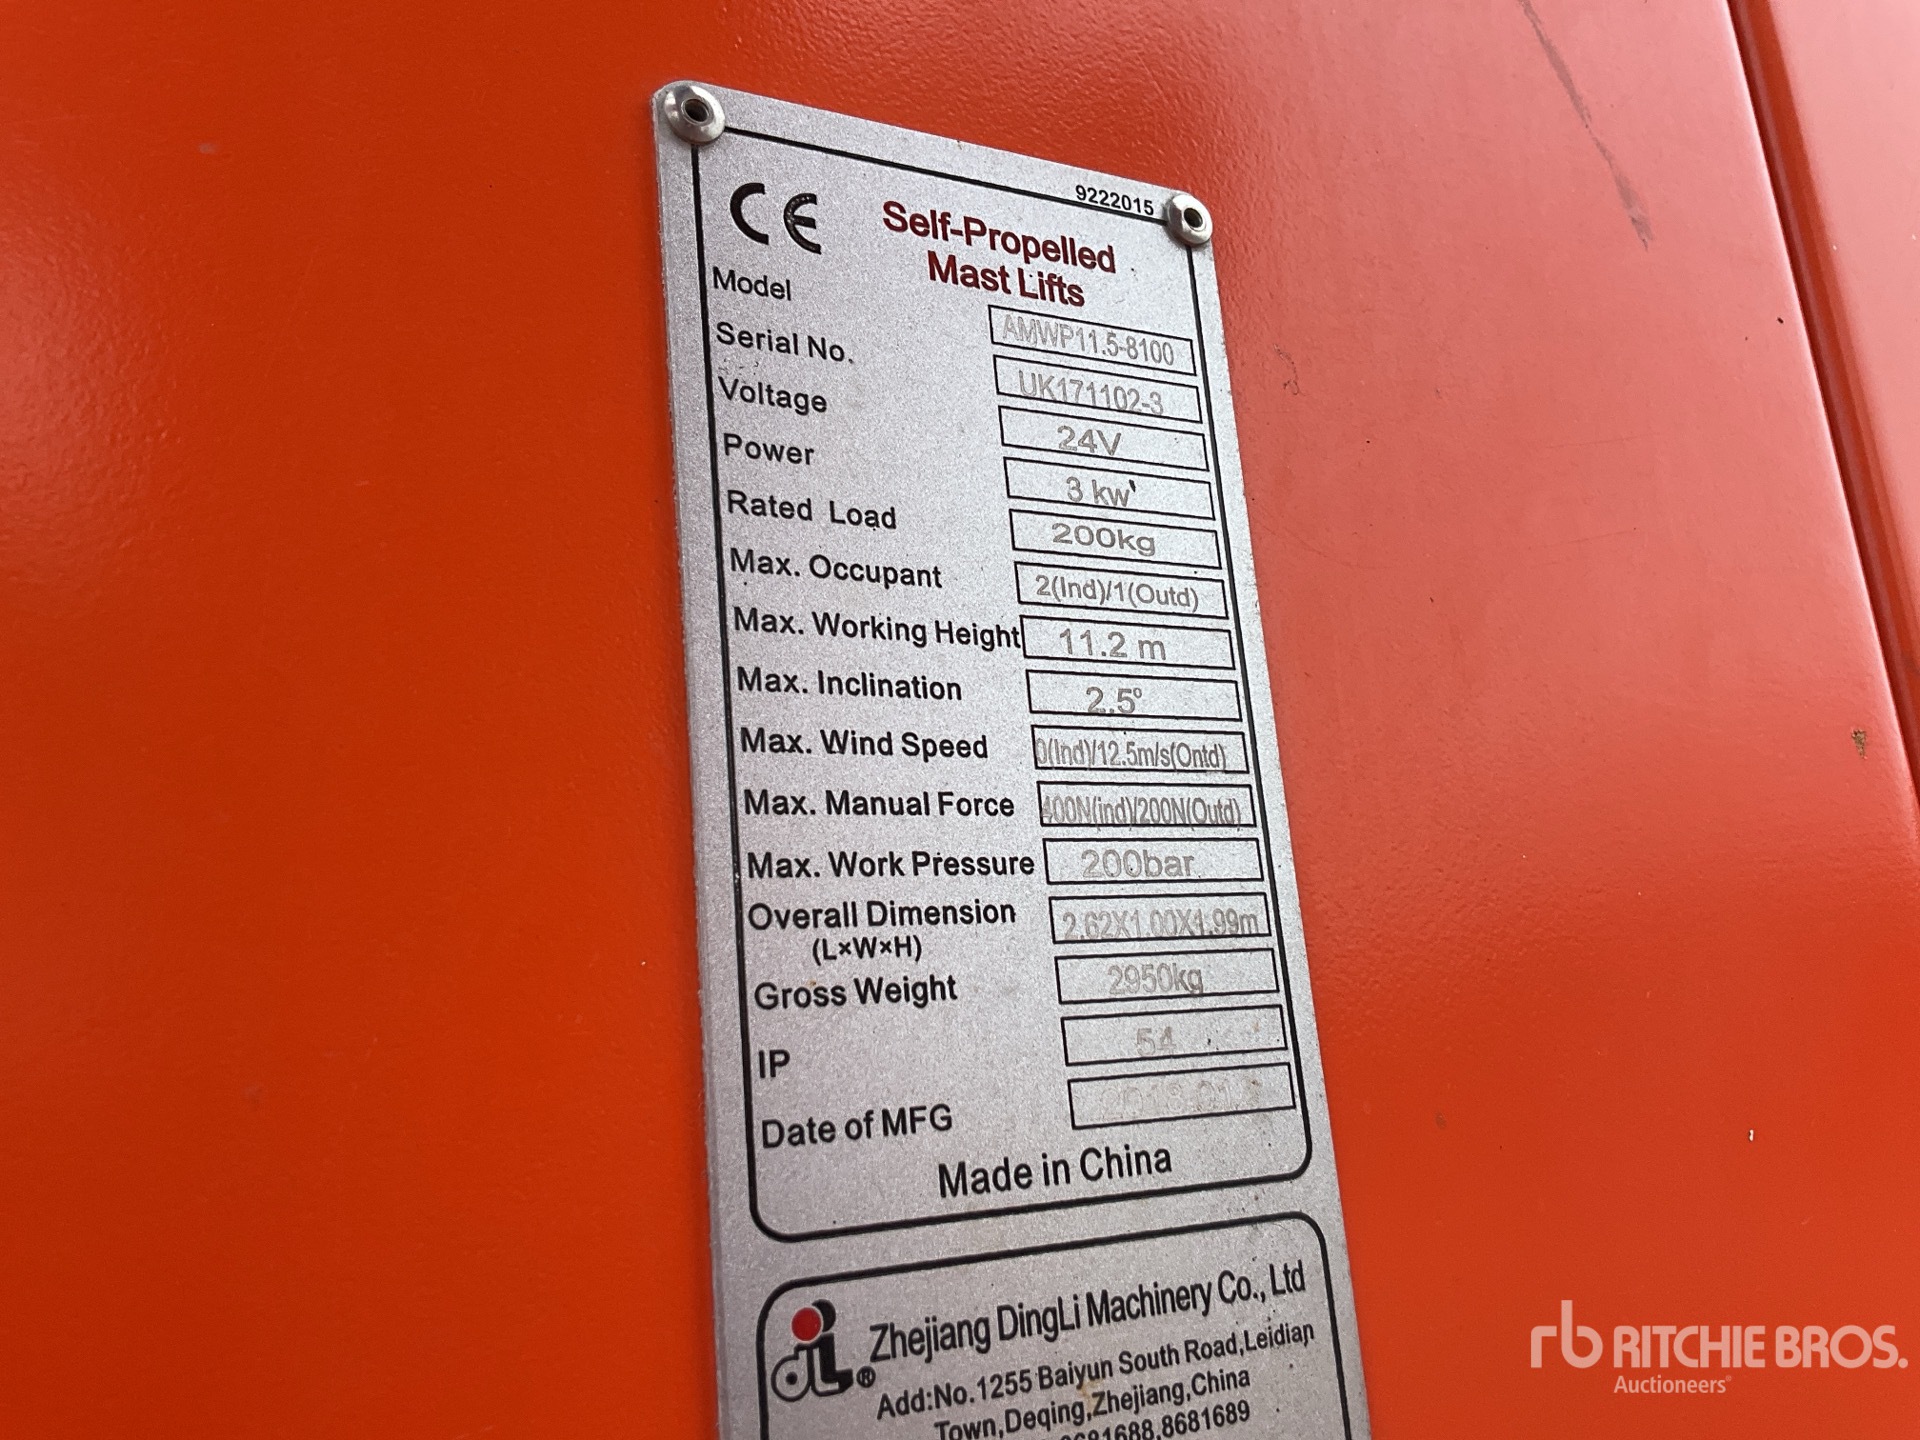 9222015
CE Self-Propelled
Mast Lifts
Model AMWP11.5-8100
Serial No. UK171102-3
Voltage 24V
Power 3 kw
Rated Load 200kg
Max. Occupant 2(Ind)/1(Outd)
Max. Working Height 11.2 m
Max. Inclination 2.5°
Max. Wind Speed 0(Ind)/12.5m/s(Ontd)
Max. Manual Force 400N(ind)/200N(Outd)
Max. Work Pressure 200bar
Overall Dimension 2.62X1.00X1.99m
(L×W×H)
Gross Weight 2950kg
IP 54
Date of MFG
Made in China
dL® Zhejiang DingLi Machinery Co., Ltd
Add:No.1255 Baiyun South Road,Leidian
Town,Deqing,Zhejiang,China
8681689
rb RITCHIE BROS.
Auctioneers